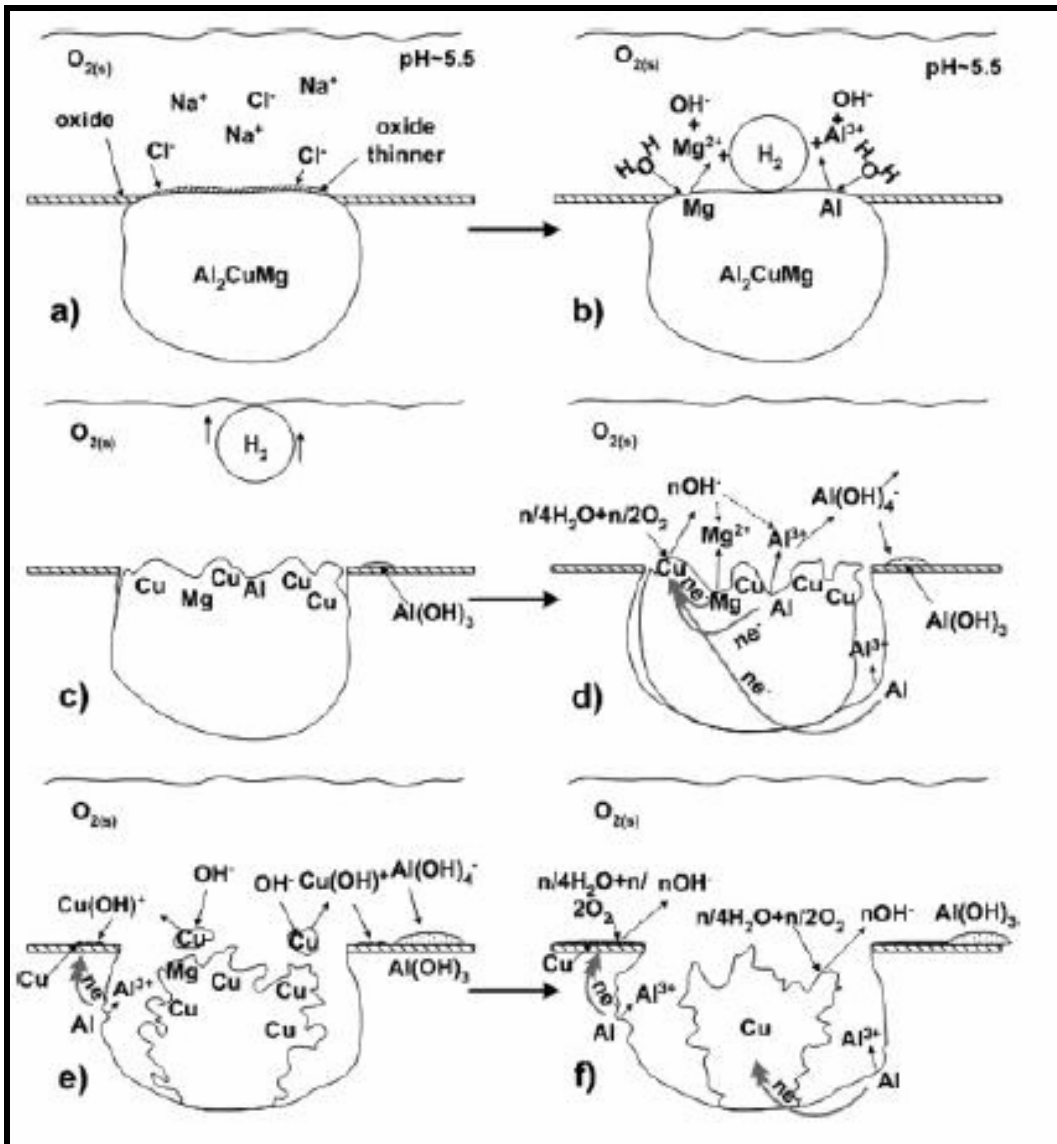 O2(s)
pH~5.5
Na+
Cl-
Na+
Na+
oxide
Cl-
Cl-
oxide thinner
Al2CuMg
a)
O2(s)
pH~5.5
OH-
+
Mg2+
+
H2
+
OH-
+
Al3+
H O H
H O H
Mg
Al
Al2CuMg
b)
O2(s)
H2
Cu
Mg
Cu
Al
Cu
Cu
Al(OH)3
c)
O2(s)
nOH-
n/4H2O+n/2O2
Mg2+
Al3+
Al(OH)4-
Cu
ne-
Mg
Cu
Al
Cu
Cu
Al(OH)3
ne-
ne-
Al3+
Al
d)
O2(s)
Cu(OH)+
OH-
OH-
Cu(OH)+
Al(OH)4-
Cu
Cu
Cu
Mg
Cu
Cu
Cu
Cu
Al(OH)3
ne-
Al3+
Al
e)
O2(s)
n/4H2O+n/
2O2
nOH-
n/4H2O+n/2O2
nOH-
Al(OH)3
Cu
ne-
Al3+
Al
Cu
Al3+
Al
ne-
f)